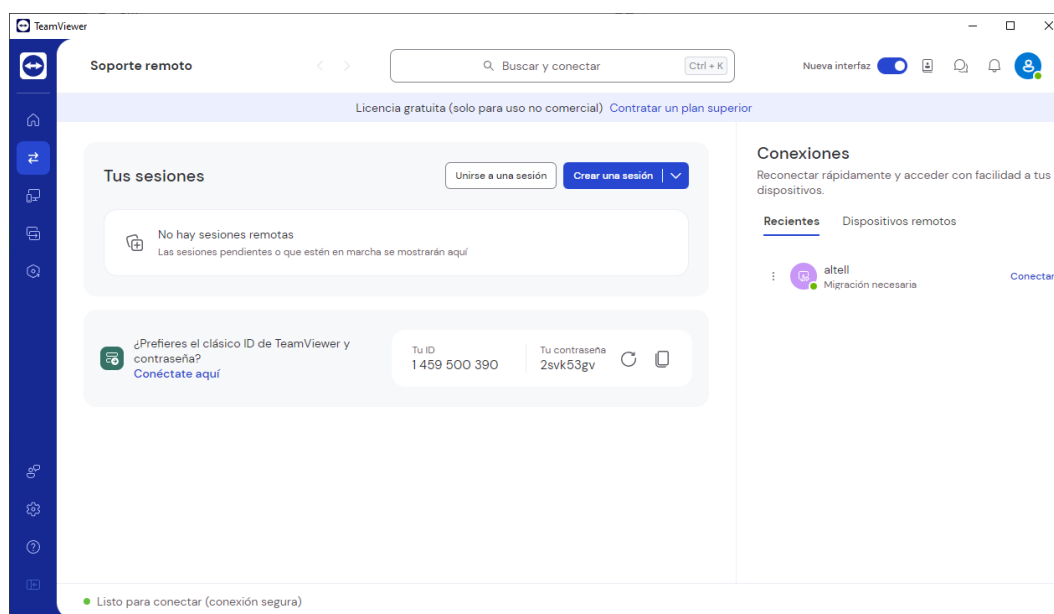 TeamViewer
Soporte remoto
Buscar y conectar
Ctrl + K
Nueva interfaz
Licencia gratuita (solo para uso no comercial) Contratar un plan superior
Tus sesiones
Unirse a una sesión
Crear una sesión
No hay sesiones remotas
Las sesiones pendientes o que estén en marcha se mostrarán aquí
¿Prefieres el clásico ID de TeamViewer y
contraseña?
Conéctate aquí
Tu ID
1 459 500 390
Tu contraseña
2svk53gv
Conexiones
Reconectar rápidamente y acceder con facilidad a tus
dispositivos.
Recientes
Dispositivos remotos
altell
Migración necesaria
Conectar
Listo para conectar (conexión segura)